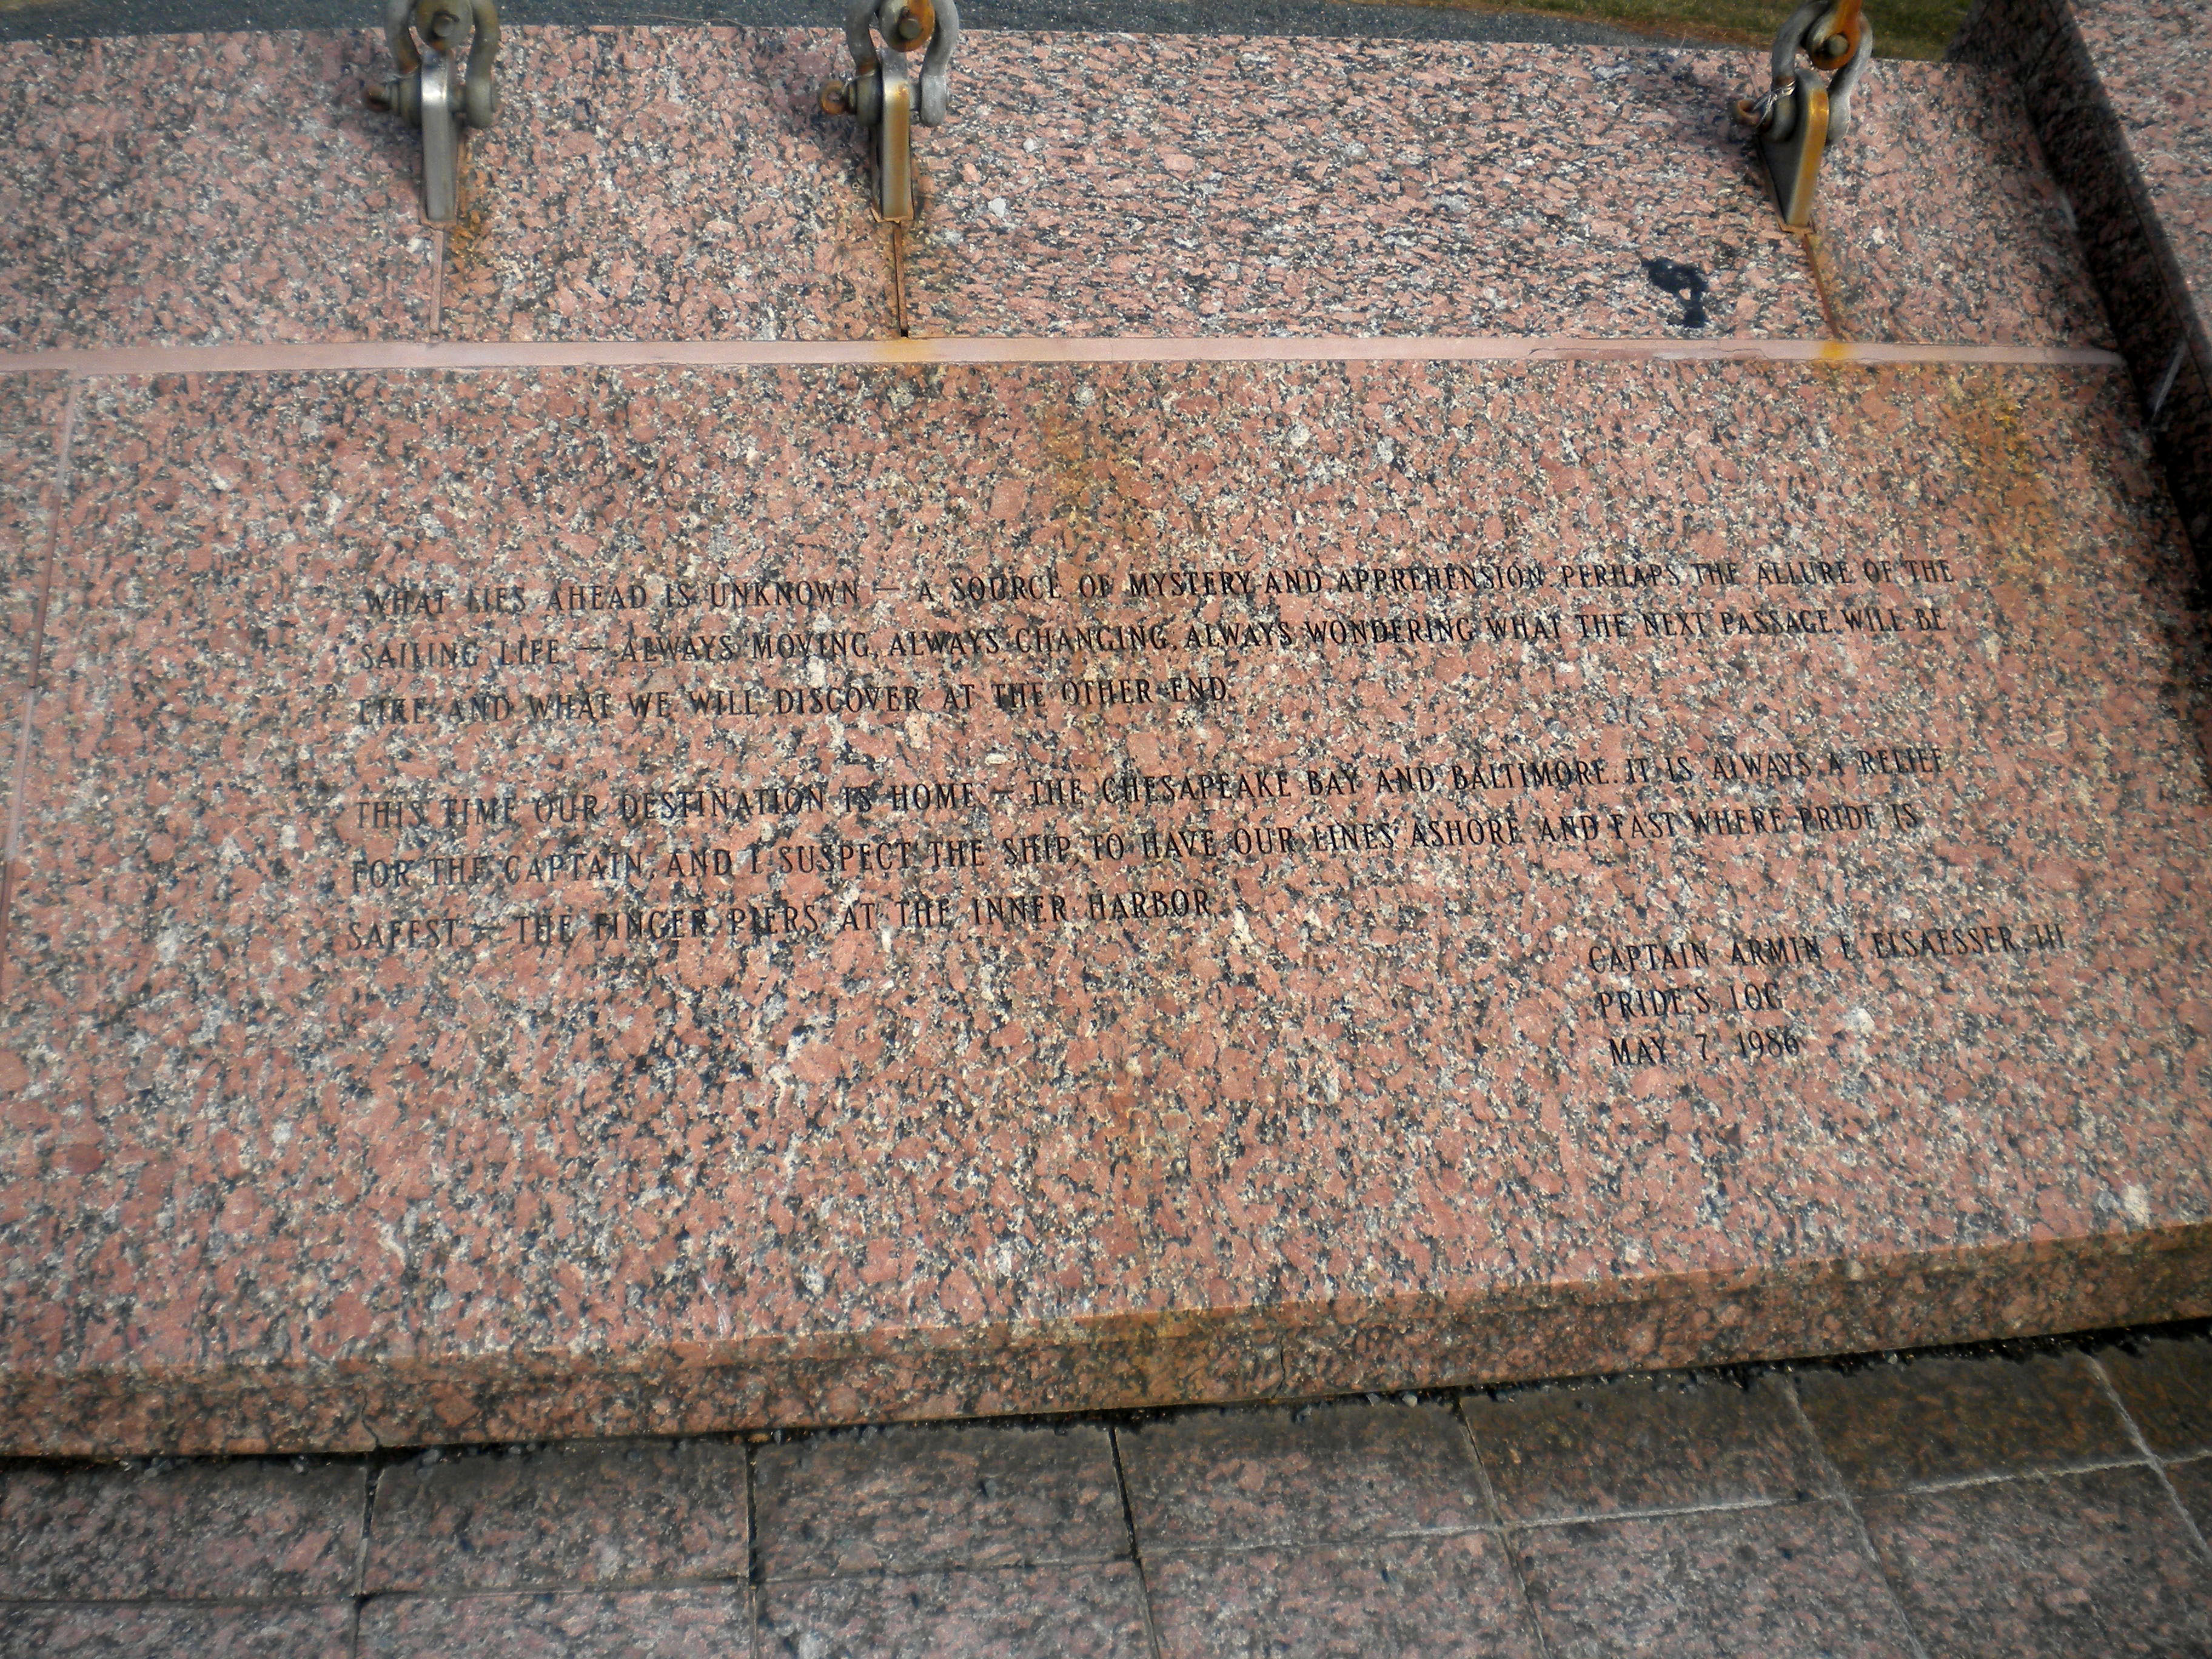 WHAT LIES AHEAD IS UNKNOWN — A SOURCE OF MYSTERY AND APPREHENSION. PERHAPS THE ALLURE OF THE
SAILING LIFE — ALWAYS MOVING, ALWAYS CHANGING, ALWAYS WONDERING WHAT THE NEXT PASSAGE WILL BE
LIKE AND WHAT WE WILL DISCOVER AT THE OTHER END.
THIS TIME OUR DESTINATION IS HOME — THE CHESAPEAKE BAY AND BALTIMORE. IT IS ALWAYS A RELIEF
FOR THE CAPTAIN, AND I SUSPECT THE SHIP, TO HAVE OUR LINES ASHORE AND FAST WHERE PRIDE IS
SAFEST — THE FINGER PIERS AT THE INNER HARBOR.
CAPTAIN ARMIN E. ELSAESSER, III
PRIDE'S LOG
MAY 7, 1986